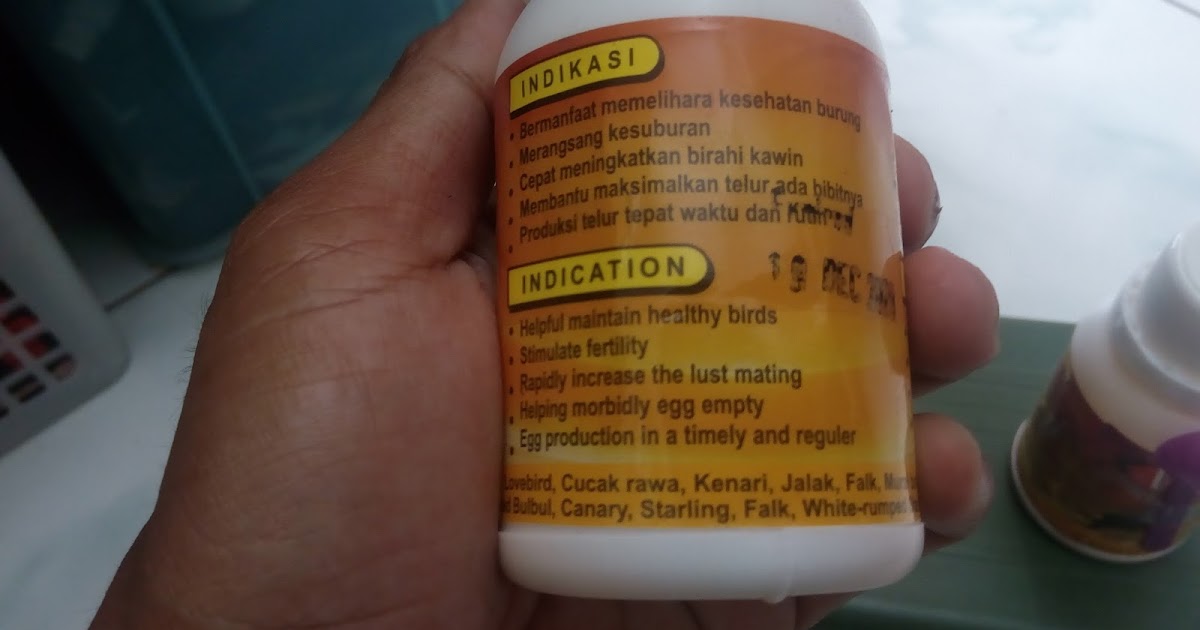 INDIKASI
• Bermanfaat memelihara kesehatan burung
• Merangsang kesuburan
• Cepat meningkatkan birahi kawin
• Membantu maksimalkan telur ada bibitnya
• Produksi telur tepat waktu dan
19 DEC
INDICATION
• Helpful maintain healthy birds
• Stimulate fertility
• Rapidly increase the lust mating
• Helping morbidly egg empty
• Egg production in a timely and reguler
Lovebird, Cucak rawa, Kenari, Jalak, Falk,
Bulbul, Canary, Starling, Falk, White-rumped